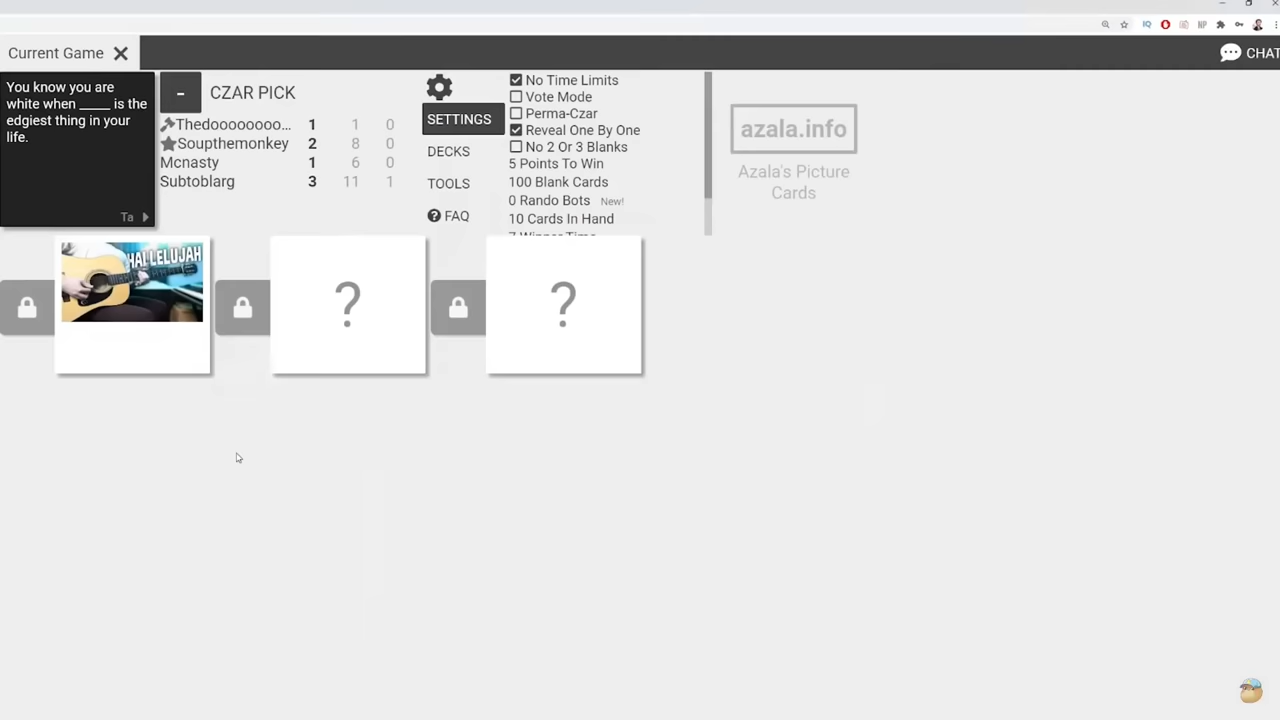 Current Game
CHAT
You know you are
white when _____ is the
edgiest thing in your
life.
Ta
-
CZAR PICK
Thedoooooooo... 1 1 0
Soupthemonkey 2 8 0
Mcnasty 1 6 0
Subtoblarg 3 11 1
SETTINGS
DECKS
TOOLS
? FAQ
No Time Limits
Vote Mode
Perma-Czar
Reveal One By One
No 2 Or 3 Blanks
5 Points To Win
100 Blank Cards
0 Rando Bots New!
10 Cards In Hand
7 Winner Time
azala.info
Azala's Picture
Cards
HALLELUJAH
?
?